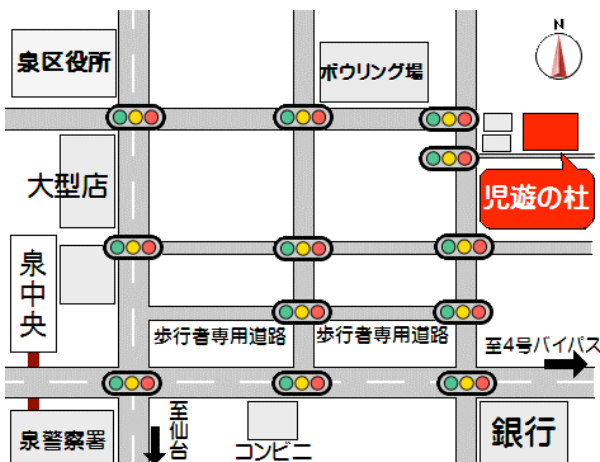 N
泉区役所
ボウリング場
大型店
児遊の杜
泉中央
歩行者専用道路
歩行者専用道路
至4号バイパス
泉警察署
至仙台
コンビニ
銀行